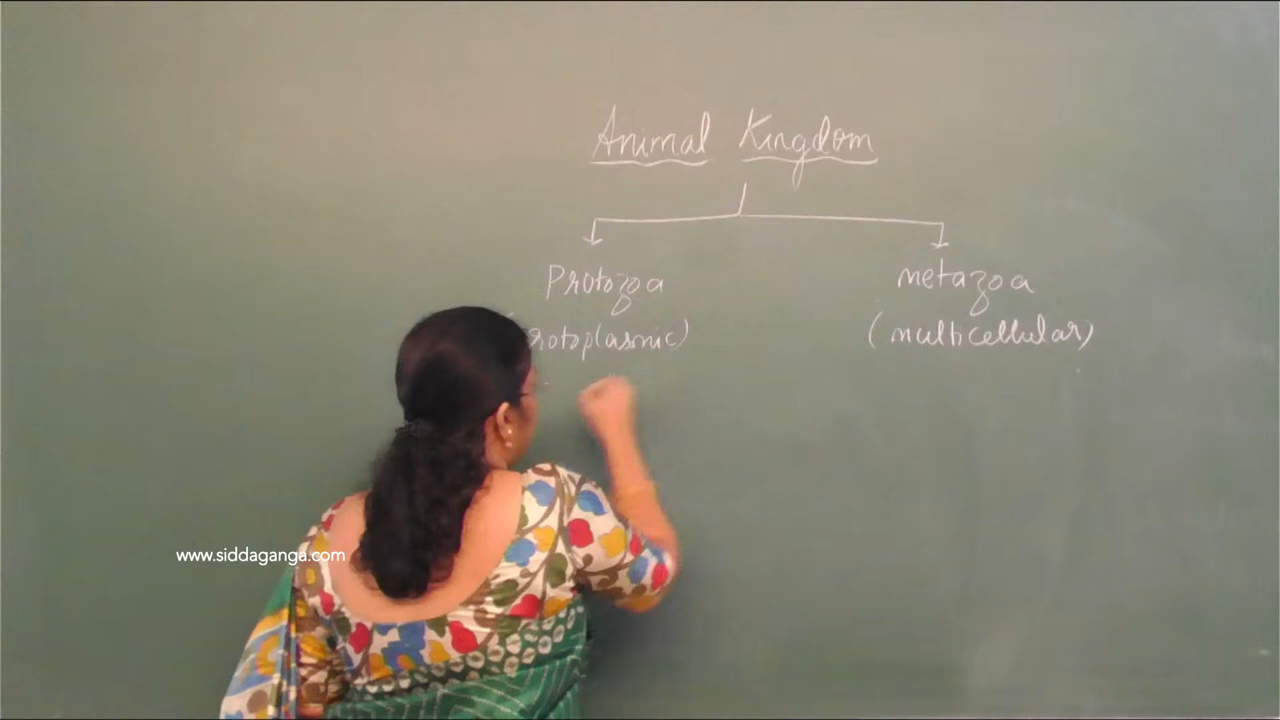 Animal Kingdom
Protozoa
metazoa
rotoplasmic)
(multicellular)
www.siddaganga.com